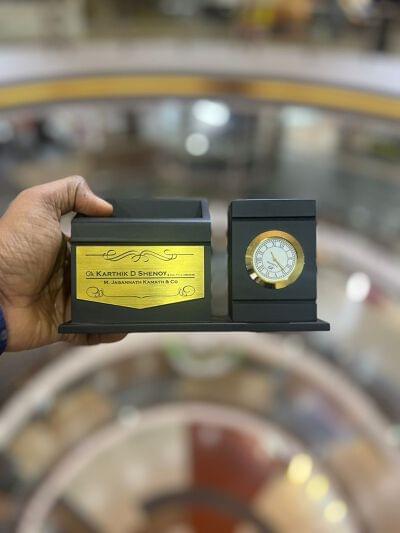 CA KARTHIK D SHENOY
M. JAGANNATH KAMATH & CO